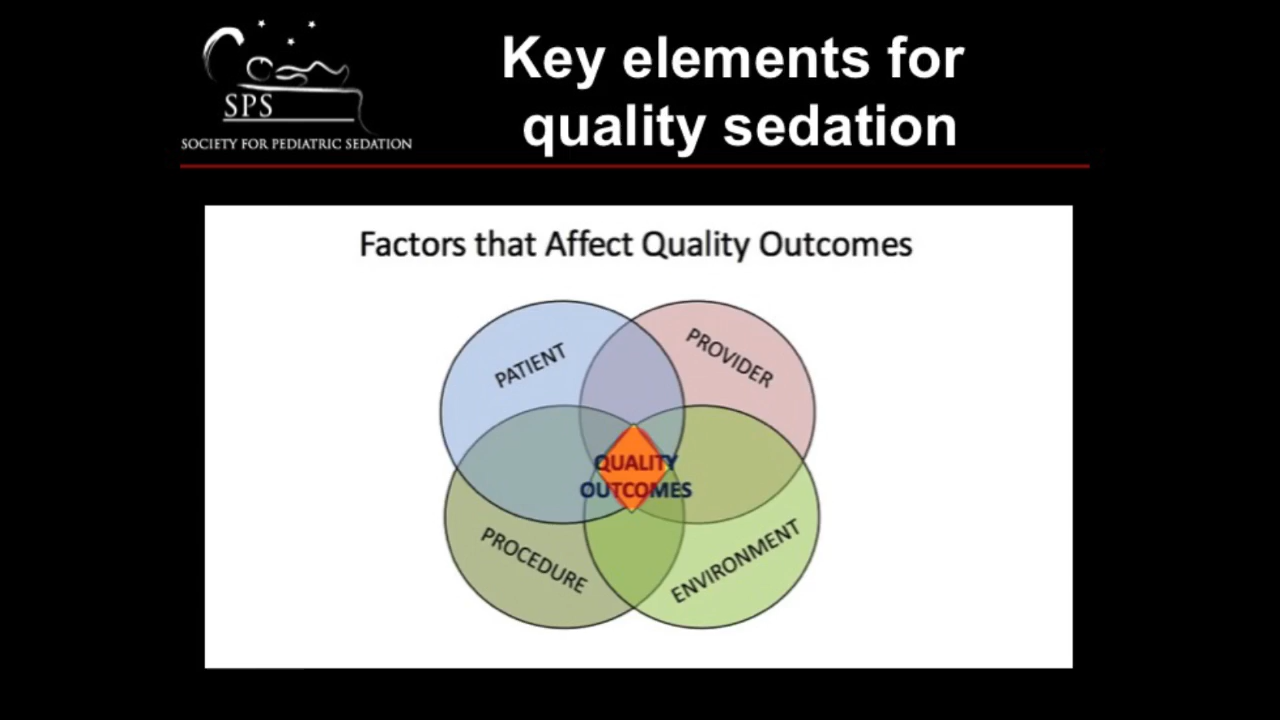 SPS
SOCIETY FOR PEDIATRIC SEDATION
Key elements for
quality sedation
Factors that Affect Quality Outcomes
PATIENT
PROVIDER
QUALITY
OUTCOMES
PROCEDURE
ENVIRONMENT